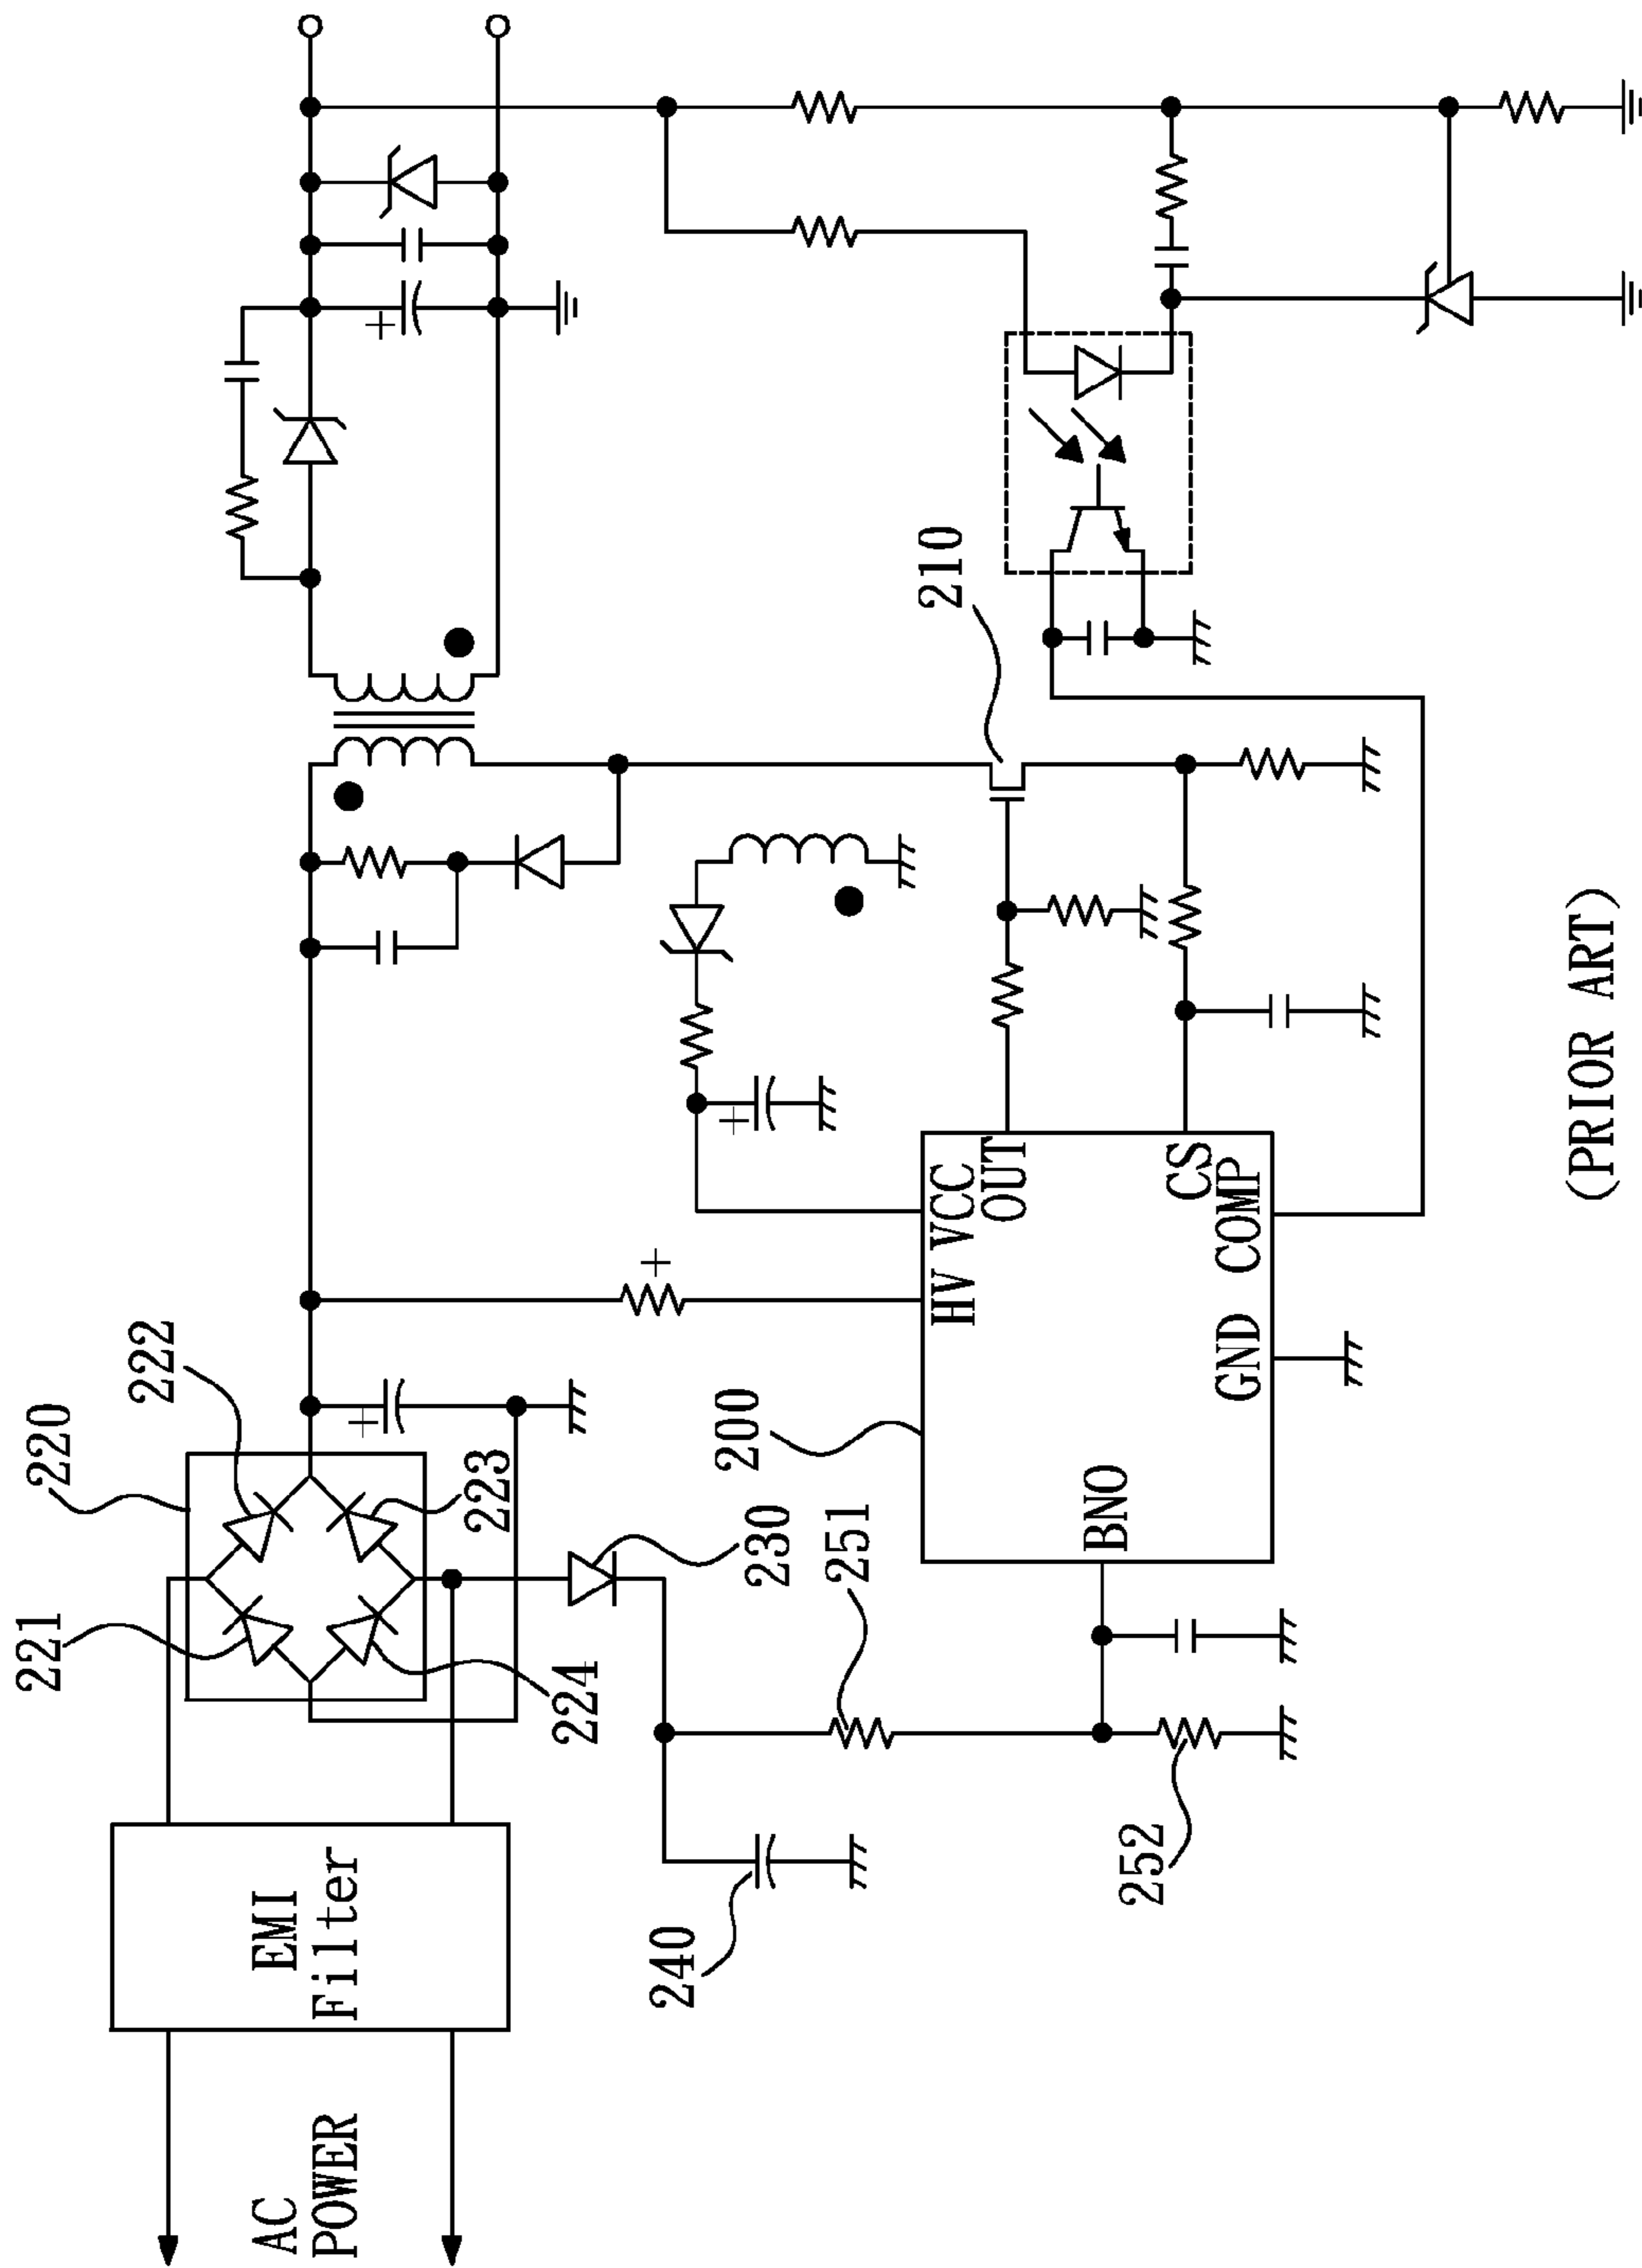 AC
POWER
EMI
Filter
220
221
222
223
224
230
240
251
252
200
210
HV VCC
OUT
CS
COMP
GND
BNO
+
+
+
+
(PRIOR ART)